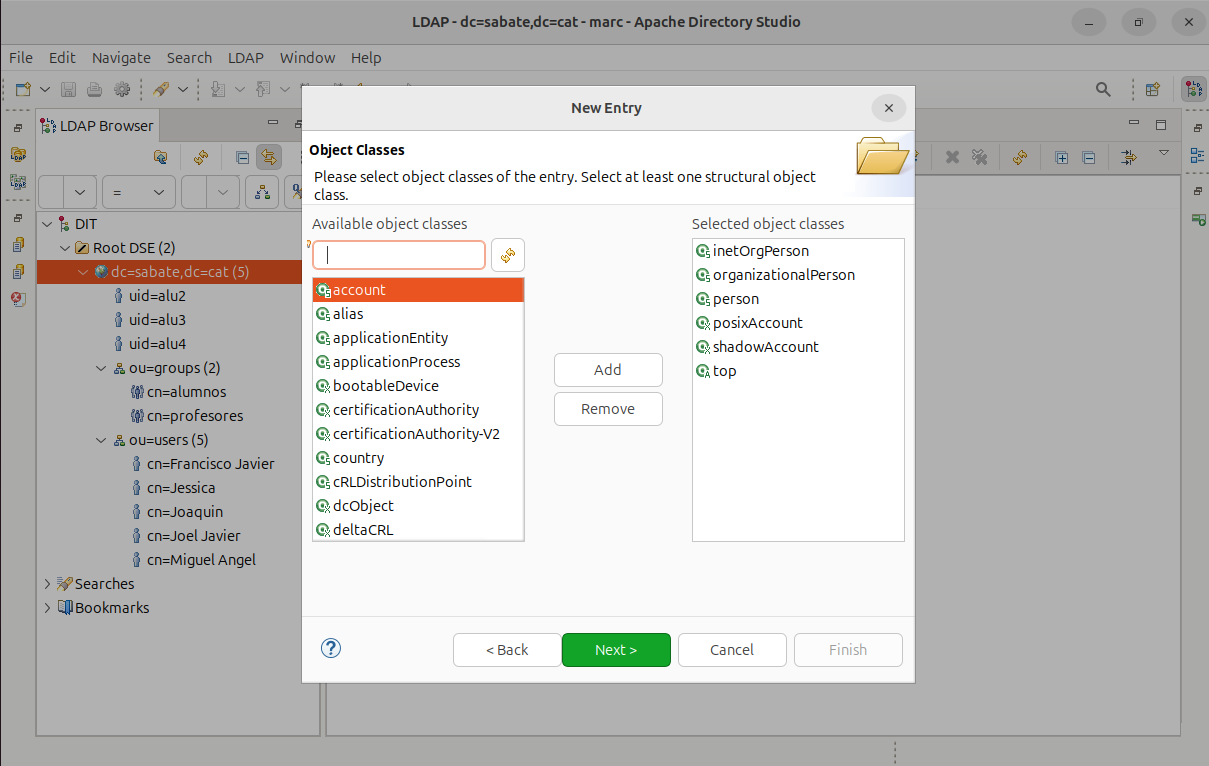 LDAP - dc=sabate,dc=cat - marc - Apache Directory Studio
File Edit Navigate Search LDAP Window Help
LDAP Browser
=
DIT
Root DSE (2)
dc=sabate,dc=cat (5)
uid=alu2
uid=alu3
uid=alu4
ou=groups (2)
cn=alumnos
cn=profesores
ou=users (5)
cn=Francisco Javier
cn=Jessica
cn=Joaquin
cn=Joel Javier
cn=Miguel Angel
Searches
Bookmarks
New Entry
Object Classes
Please select object classes of the entry. Select at least one structural object
class.
Available object classes
account
alias
applicationEntity
applicationProcess
bootableDevice
certificationAuthority
certificationAuthority-V2
country
cRLDistributionPoint
dcObject
deltaCRL
Add
Remove
Selected object classes
inetOrgPerson
organizationalPerson
person
posixAccount
shadowAccount
top
?
< Back
Next >
Cancel
Finish